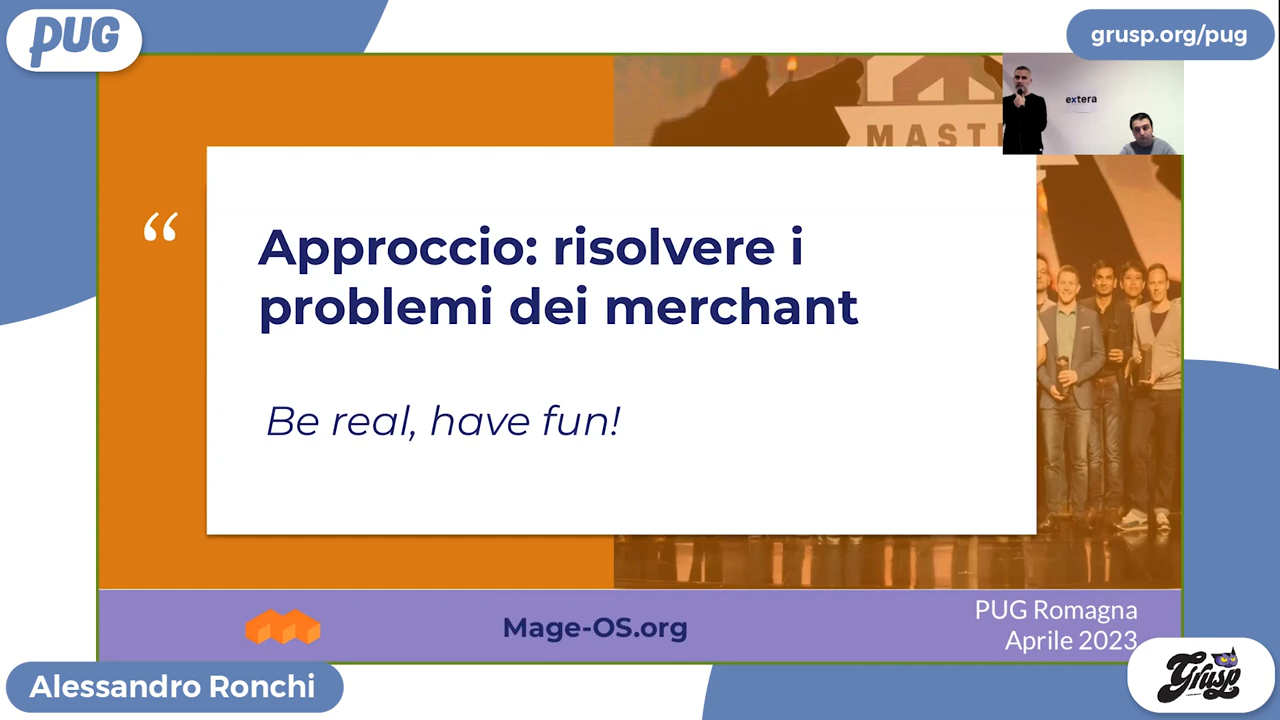 PUG
grusp.org/pug
extera
“
Approccio: risolvere i
problemi dei merchant
Be real, have fun!
Mage-OS.org
PUG Romagna
Aprile 2023
Alessandro Ronchi
Grusp